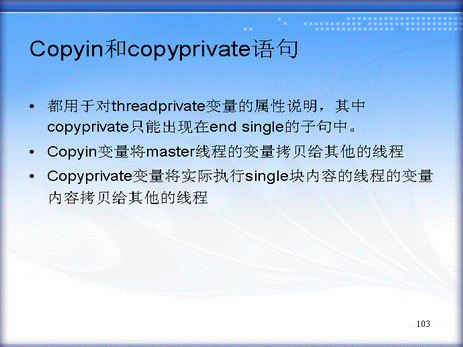 Copyin和copyprivate语句
• 都用于对threadprivate变量的属性说明，其中
copyprivate只能出现在end single的子句中。
• Copyin变量将master线程的变量拷贝给其他的线程
• Copyprivate变量将实际执行single块内容的线程的变量
内容拷贝给其他的线程
103